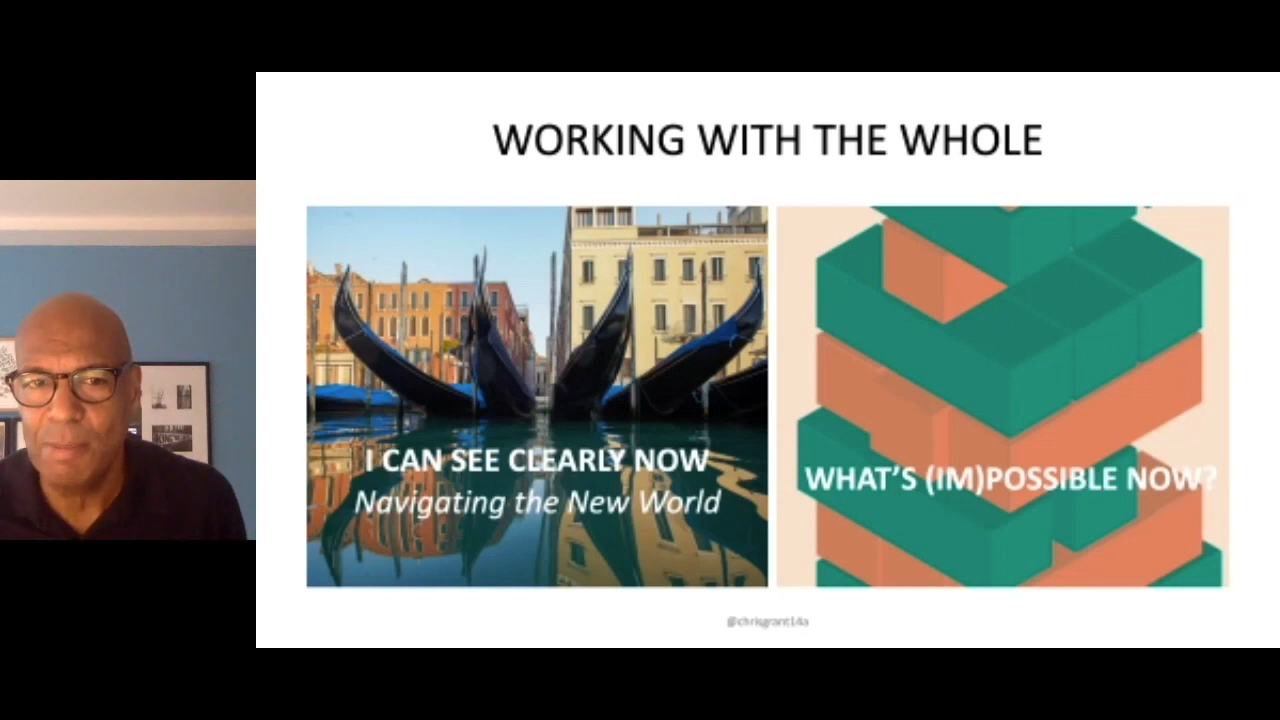 WORKING WITH THE WHOLE
I CAN SEE CLEARLY NOW
Navigating the New World
WHAT'S (IM)POSSIBLE NOW?
@chrisgrant14a